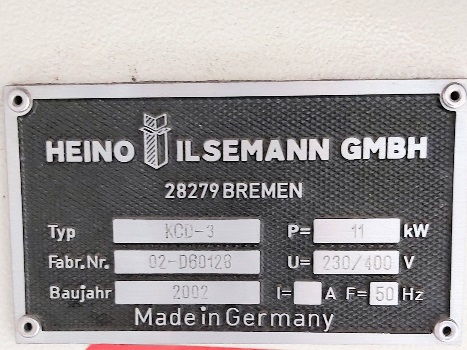 HEINO ILSEMANN GMBH
28279 BREMEN
Typ KCD-3 P= 11 kW
Fabr.Nr. 02-D60128 U= 230/400 V
Baujahr 2002 I= A F= 50 Hz
Made in Germany